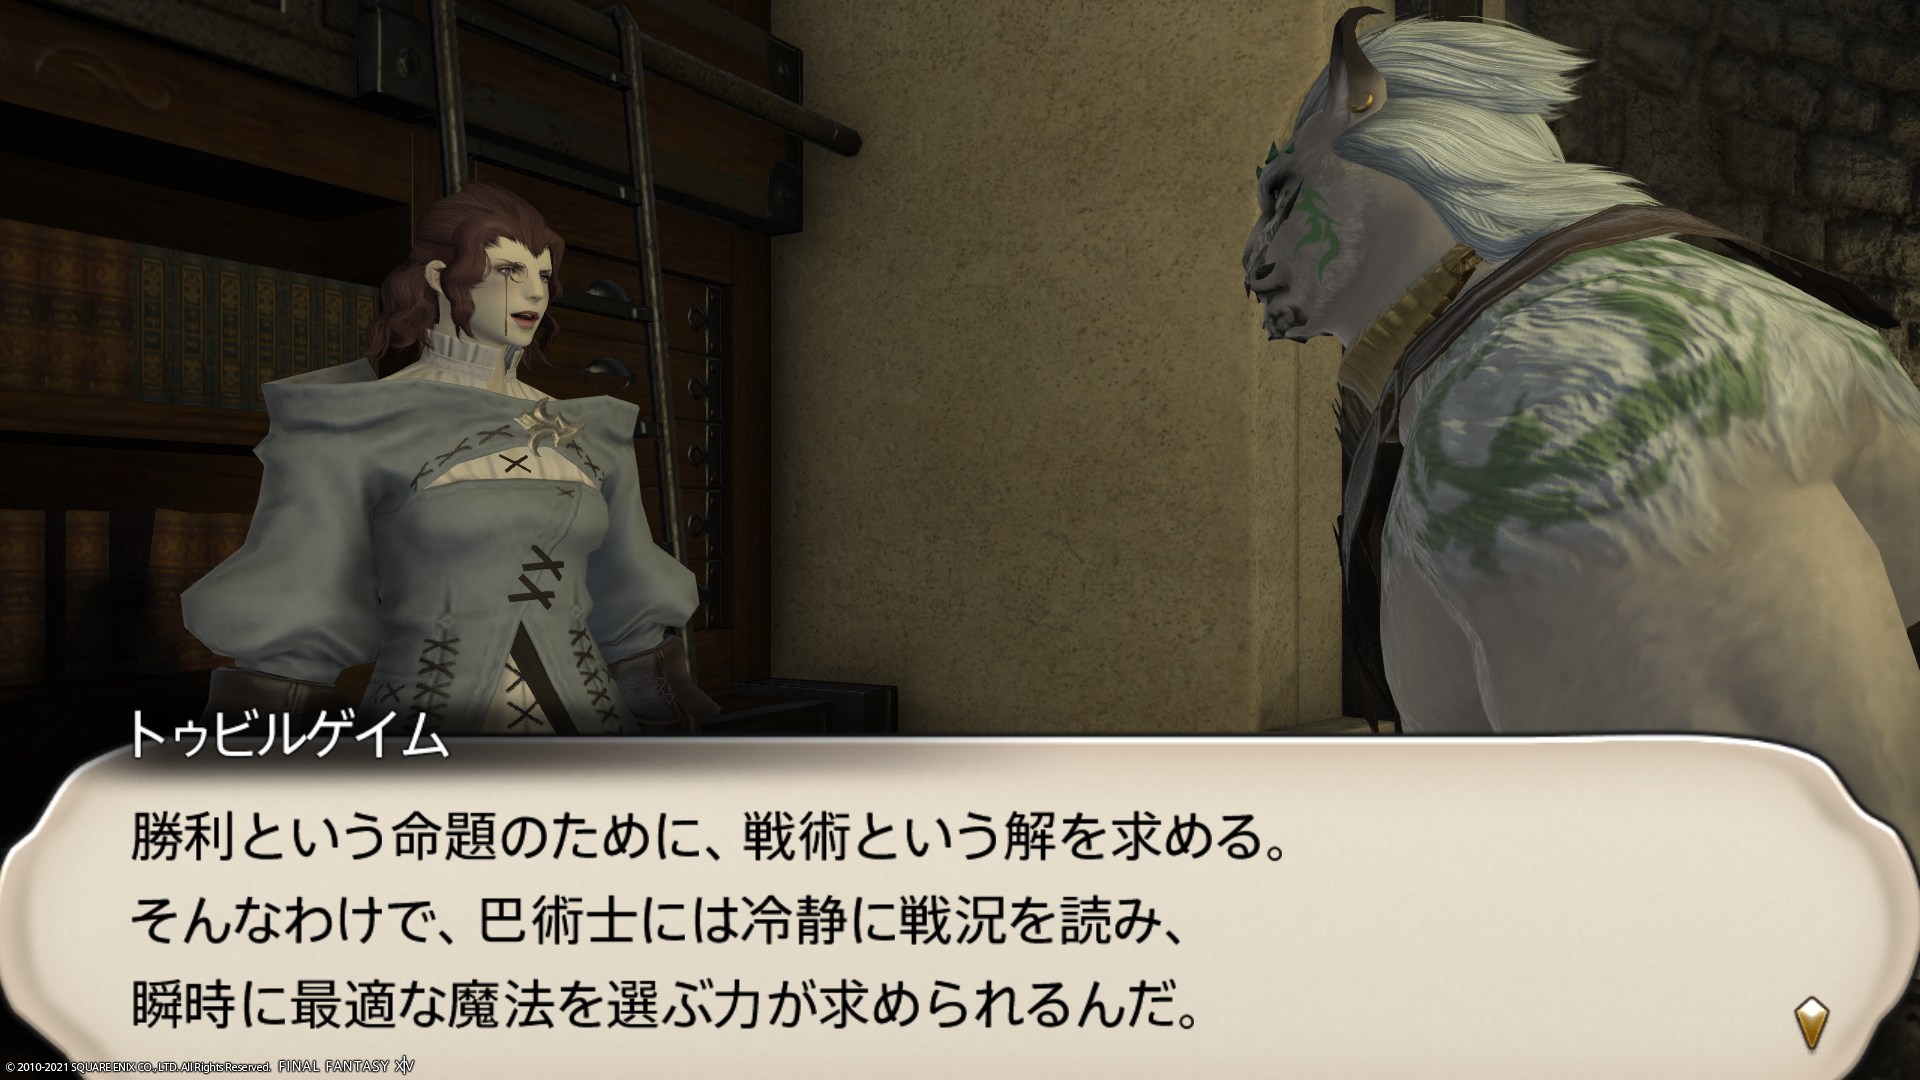 トゥビルゲイム
勝利という命題のために、戦術という解を求める。
そんなわけで、巴術士には冷静に戦況を読み、
瞬時に最適な魔法を選ぶ力が求められるんだ。
© 2010-2021 SQUARE ENIX CO., LTD. All Rights Reserved. FINAL FANTASY XIV